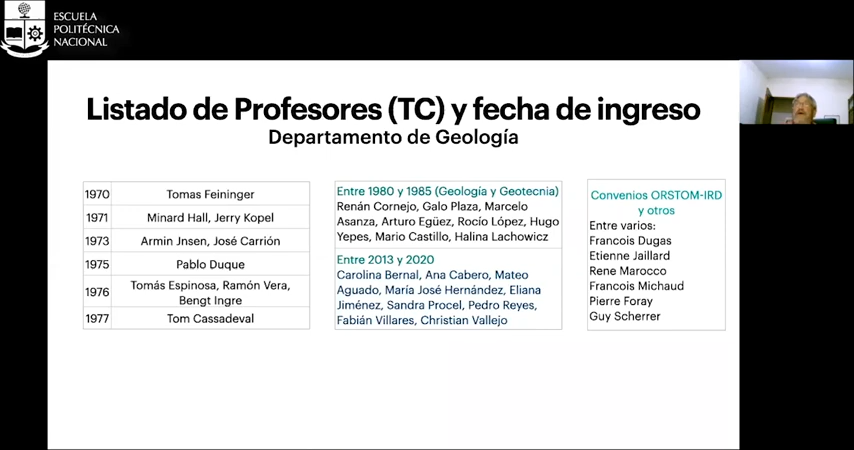 ESCUELA
POLITÉCNICA
NACIONAL
Listado de Profesores (TC) y fecha de ingreso
Departamento de Geología
1970 Tomas Feininger
1971 Minard Hall, Jerry Kopel
1973 Armin Jnsen, José Carrión
1975 Pablo Duque
1976 Tomás Espinosa, Ramón Vera,
Bengt Ingre
1977 Tom Cassadeval
Entre 1980 y 1985 (Geología y Geotecnia)
Renán Cornejo, Galo Plaza, Marcelo
Asanza, Arturo Egüez, Rocío López, Hugo
Yepes, Mario Castillo, Halina Lachowicz
Entre 2013 y 2020
Carolina Bernal, Ana Cabero, Mateo
Aguado, María José Hernández, Eliana
Jiménez, Sandra Procel, Pedro Reyes,
Fabián Villares, Christian Vallejo
Convenios ORSTOM-IRD
y otros
Entre varios:
Francois Dugas
Etienne Jaillard
Rene Marocco
Francois Michaud
Pierre Foray
Guy Scherrer